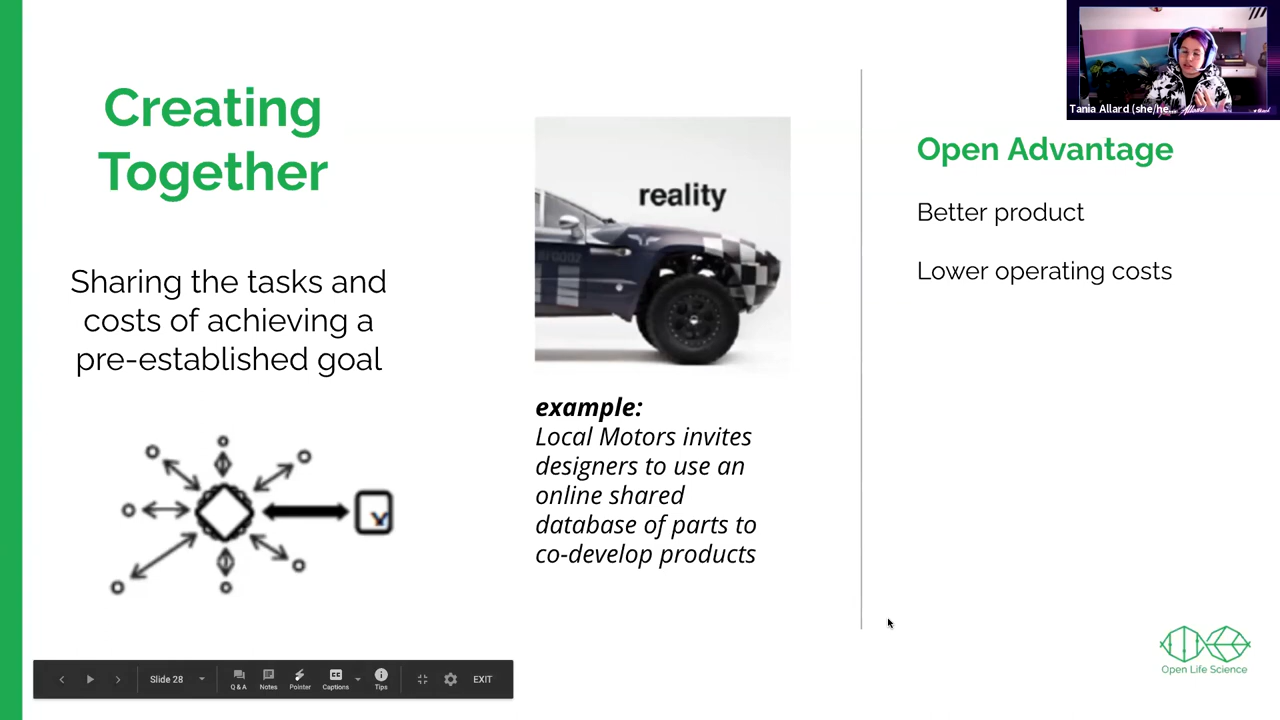 Creating
Together
Sharing the tasks and
costs of achieving a
pre-established goal
reality
example:
Local Motors invites
designers to use an
online shared
database of parts to
co-develop products
Tania Allard (she/he...
Open Advantage
Better product
Lower operating costs
Open Life Science
Slide 28
Q & A
Notes
Pointer
Captions
Tips
EXIT